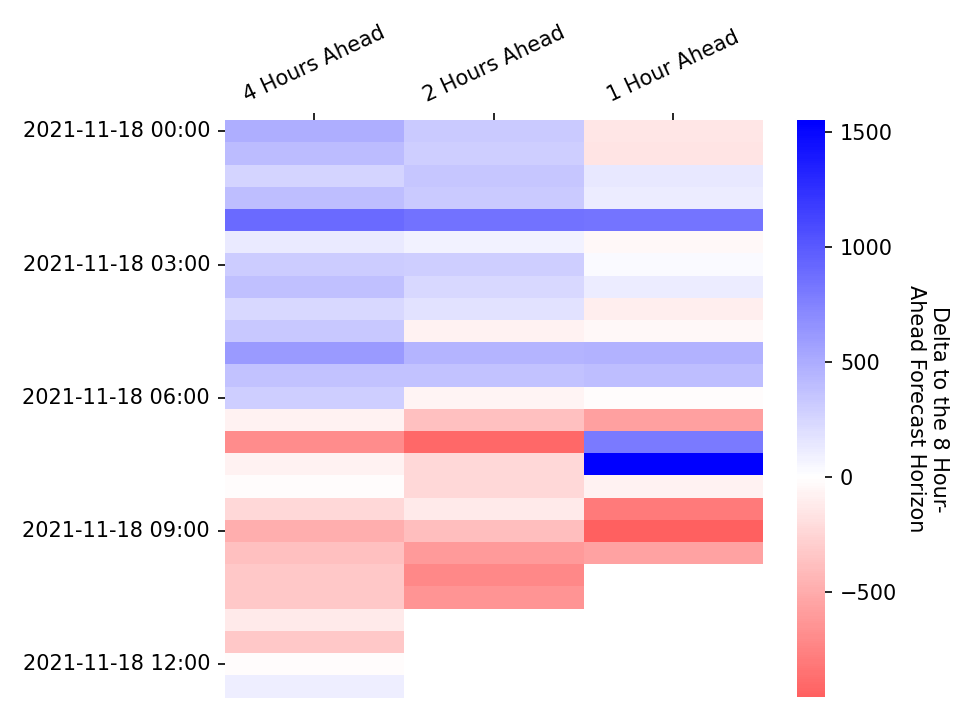 4 Hours Ahead
2 Hours Ahead
1 Hour Ahead
2021-11-18 00:00
2021-11-18 03:00
2021-11-18 06:00
2021-11-18 09:00
2021-11-18 12:00
1500
1000
500
0
−500
Delta to the 8 Hour-
Ahead Forecast Horizon